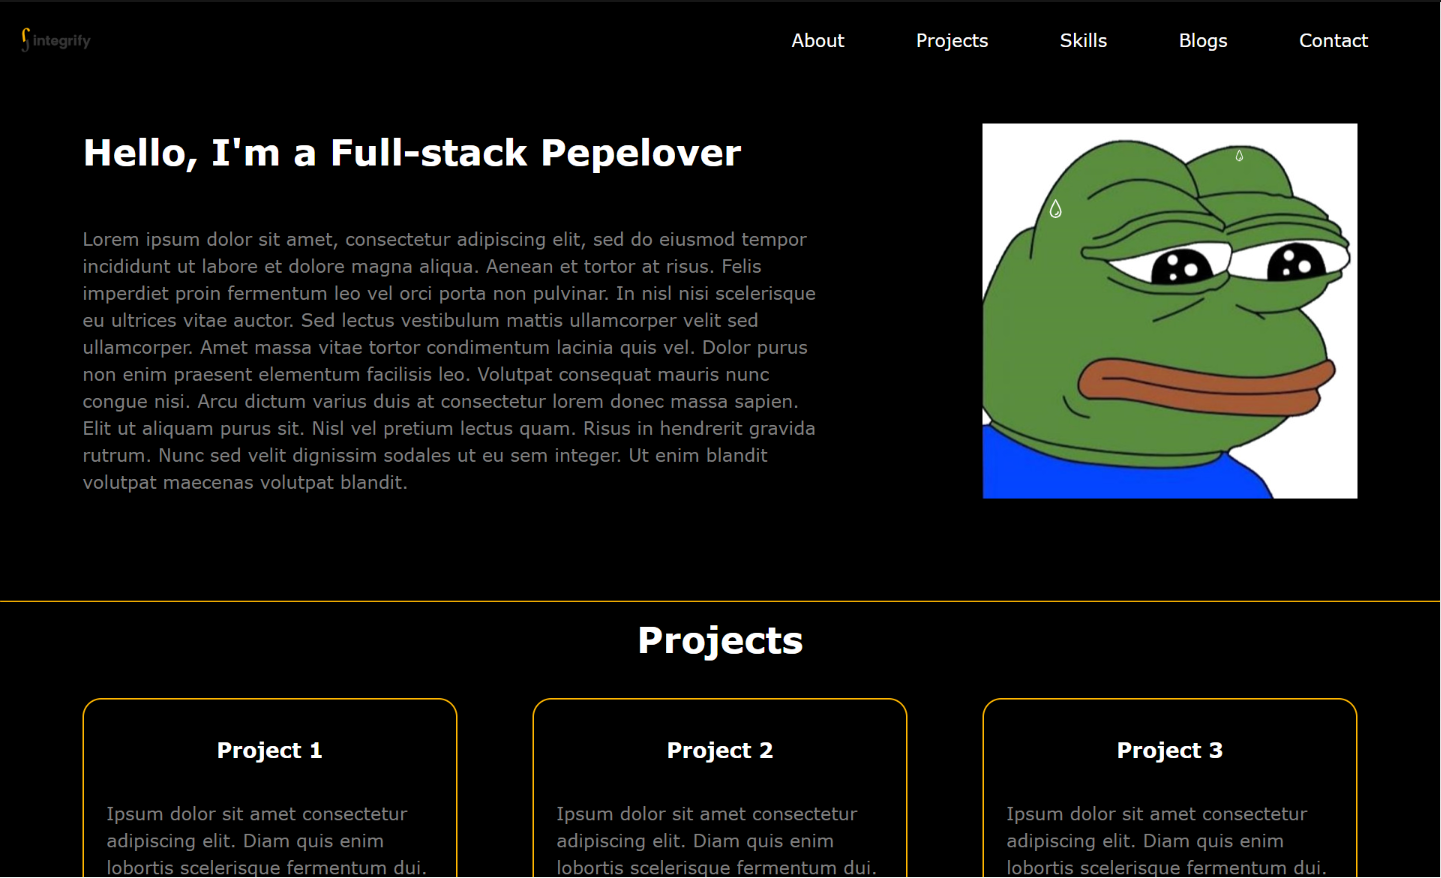 integrify
About Projects Skills Blogs Contact
Hello, I'm a Full-stack Pepelover
Lorem ipsum dolor sit amet, consectetur adipiscing elit, sed do eiusmod tempor
incididunt ut labore et dolore magna aliqua. Aenean et tortor at risus. Felis
imperdiet proin fermentum leo vel orci porta non pulvinar. In nisl nisi scelerisque
eu ultrices vitae auctor. Sed lectus vestibulum mattis ullamcorper velit sed
ullamcorper. Amet massa vitae tortor condimentum lacinia quis vel. Dolor purus
non enim praesent elementum facilisis leo. Volutpat consequat mauris nunc
congue nisi. Arcu dictum varius duis at consectetur lorem donec massa sapien.
Elit ut aliquam purus sit. Nisl vel pretium lectus quam. Risus in hendrerit gravida
rutrum. Nunc sed velit dignissim sodales ut eu sem integer. Ut enim blandit
volutpat maecenas volutpat blandit.
Projects
Project 1
Ipsum dolor sit amet consectetur
adipiscing elit. Diam quis enim
lobortis scelerisque fermentum dui.
Project 2
Ipsum dolor sit amet consectetur
adipiscing elit. Diam quis enim
lobortis scelerisque fermentum dui.
Project 3
Ipsum dolor sit amet consectetur
adipiscing elit. Diam quis enim
lobortis scelerisque fermentum dui.